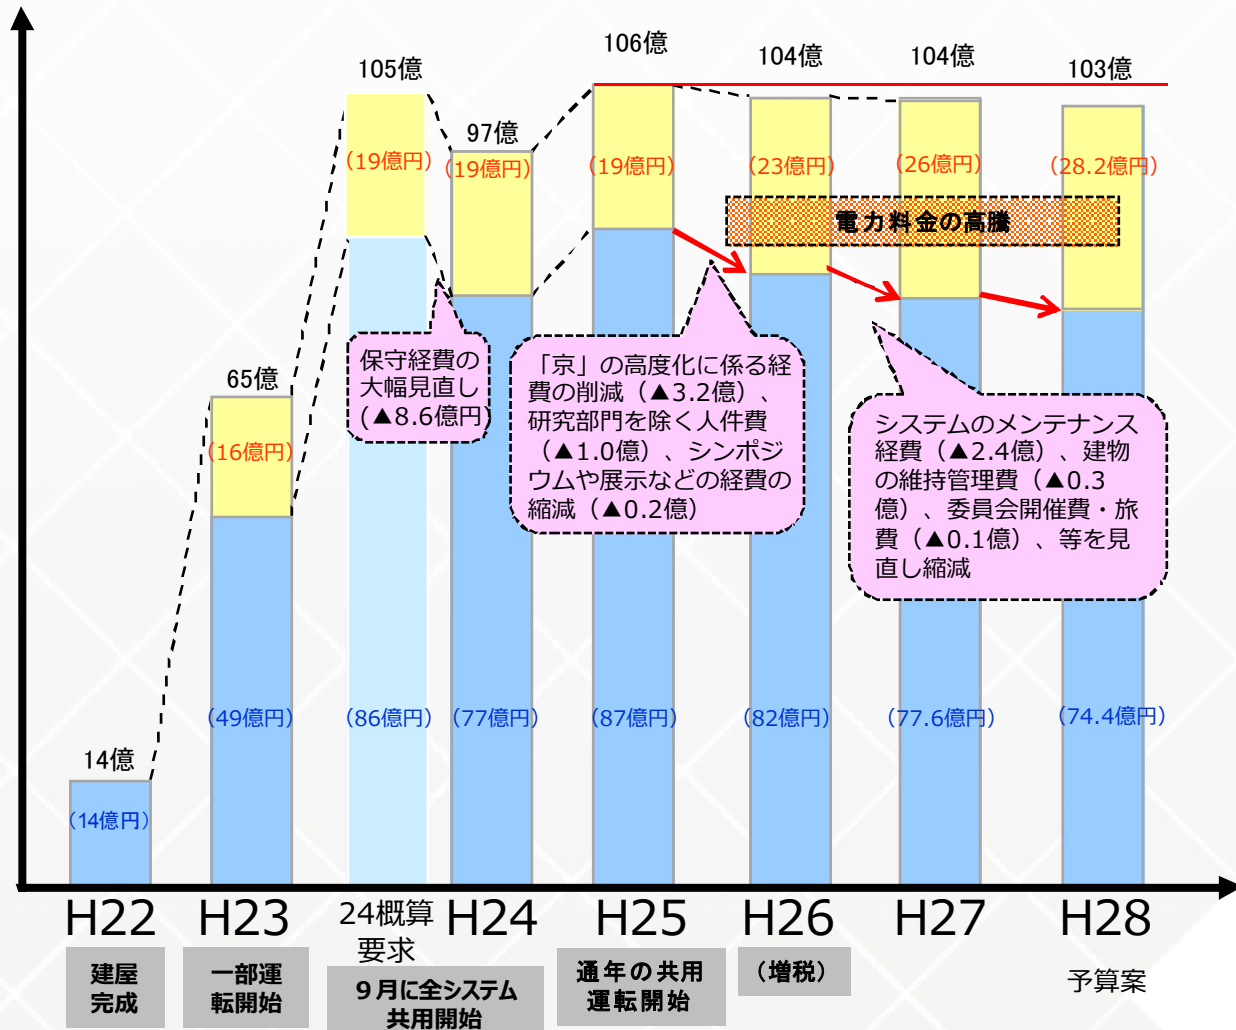 14億
(14億円)
65億
(16億円)
(49億円)
105億
(19億円)
(86億円)
97億
(19億円)
(77億円)
106億
(19億円)
(87億円)
104億
(23億円)
(82億円)
104億
(26億円)
(77.6億円)
103億
(28.2億円)
(74.4億円)
電力料金の高騰
保守経費の
大幅見直し
(▲8.6億円)
「京」の高度化に係る経
費の削減（▲3.2億）、
研究部門を除く人件費
（▲1.0億）、シンポジ
ウムや展示などの経費の
縮減（▲0.2億）
システムのメンテナンス
経費（▲2.4億）、建物
の維持管理費（▲0.3
億）、委員会開催費・旅
費（▲0.1億）、等を見
直し縮減
H22
建屋
完成
H23
一部運
転開始
24概算
要求
H24
９月に全システム
共用開始
H25
通年の共用
運転開始
H26
（増税）
H27
H28
予算案